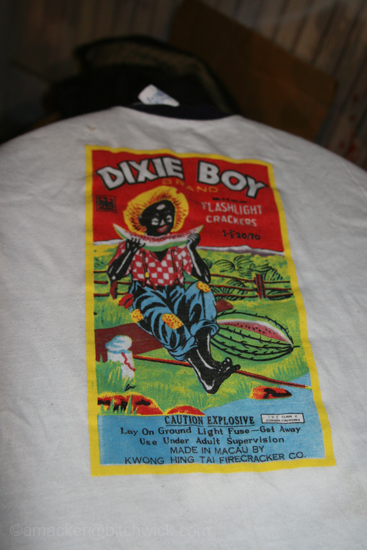 DIXIE BOY
BRAND
FLASHLIGHT
CRACKERS
CAUTION EXPLOSIVE
Lay On Ground Light Fuse - Get Away
Use Under Adult Supervision
MADE IN MACAU BY
KWONG HING TAI FIRECRACKER CO.